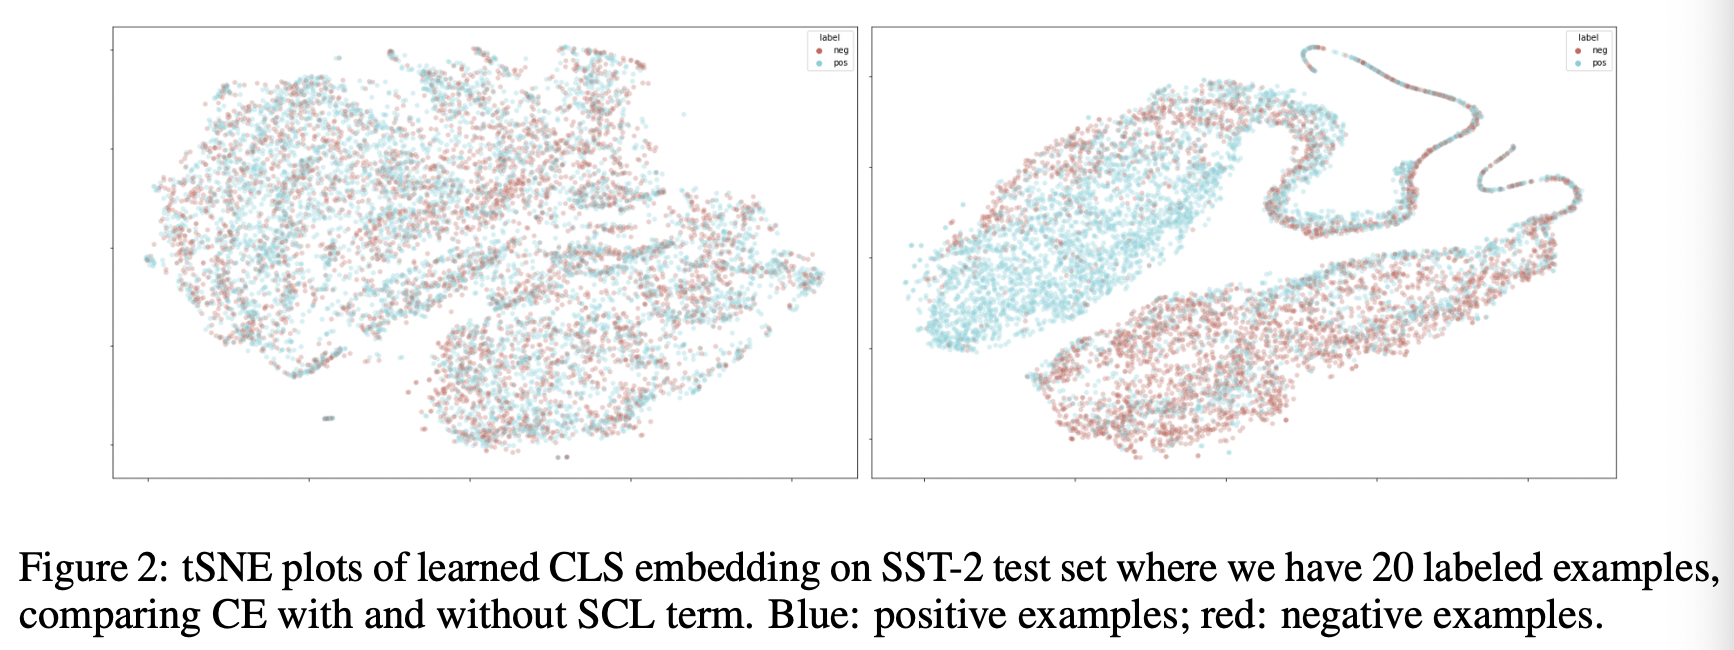 label
neg
pos
label
neg
pos
Figure 2: tSNE plots of learned CLS embedding on SST-2 test set where we have 20 labeled examples,
comparing CE with and without SCL term. Blue: positive examples; red: negative examples.